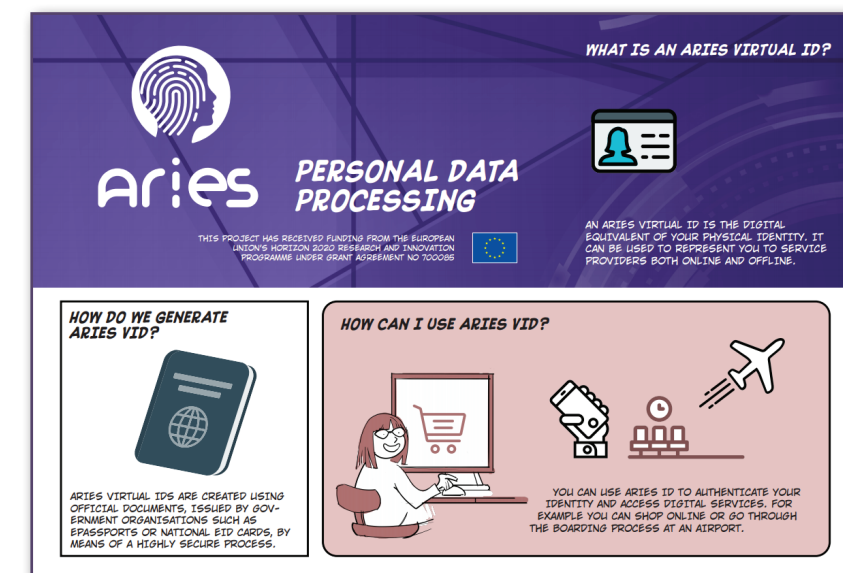 aries
PERSONAL DATA
PROCESSING
THIS PROJECT HAS RECEIVED FUNDING FROM THE EUROPEAN
UNION'S HORIZON 2020 RESEARCH AND INNOVATION
PROGRAMME UNDER GRANT AGREEMENT NO 700085
WHAT IS AN ARIES VIRTUAL ID?
AN ARIES VIRTUAL ID IS THE DIGITAL
EQUIVALENT OF YOUR PHYSICAL IDENTITY. IT
CAN BE USED TO REPRESENT YOU TO SERVICE
PROVIDERS BOTH ONLINE AND OFFLINE.
HOW DO WE GENERATE
ARIES VID?
ARIES VIRTUAL IDS ARE CREATED USING
OFFICIAL DOCUMENTS, ISSUED BY GOV-
ERNMENT ORGANISATIONS SUCH AS
EPASSPORTS OR NATIONAL EID CARDS, BY
MEANS OF A HIGHLY SECURE PROCESS.
HOW CAN I USE ARIES VID?
YOU CAN USE ARIES ID TO AUTHENTICATE YOUR
IDENTITY AND ACCESS DIGITAL SERVICES. FOR
EXAMPLE YOU CAN SHOP ONLINE OR GO THROUGH
THE BOARDING PROCESS AT AN AIRPORT.